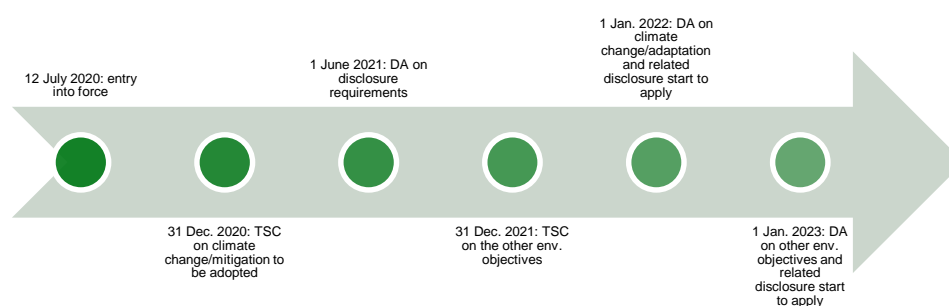 12 July 2020: entry
into force
31 Dec. 2020: TSC
on climate
change/mitigation to
be adopted
1 June 2021: DA on
disclosure
requirements
31 Dec. 2021: TSC
on the other env.
objectives
1 Jan. 2022: DA on
climate
change/adaptation
and related
disclosure start to
apply
1 Jan. 2023: DA
on other env.
objectives and
related
disclosure start
to apply